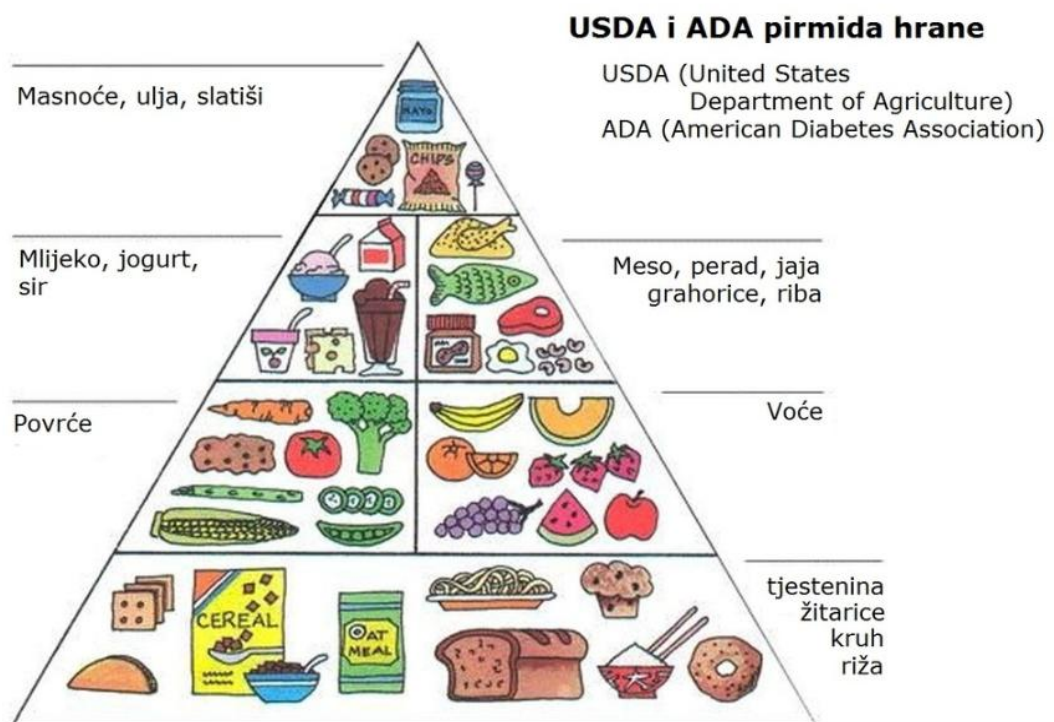 USDA i ADA pirmida hrane
USDA (United States
Department of Agriculture)
ADA (American Diabetes Association)
Masnoće, ulja, slatiši
MAYO
CHIPS
Mlijeko, jogurt,
sir
Meso, perad, jaja
grahorice, riba
Povrće
Voće
CEREAL
OAT
MEAL
tjestenina
žitarice
kruh
riža